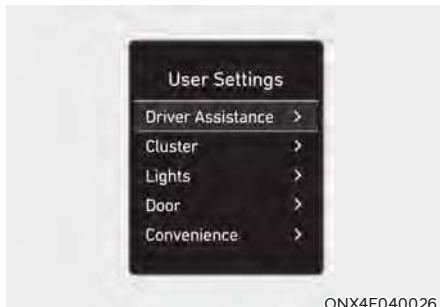 User Settings
Driver Assistance >
Cluster >
Lights >
Door >
Convenience >
ONX4E040026